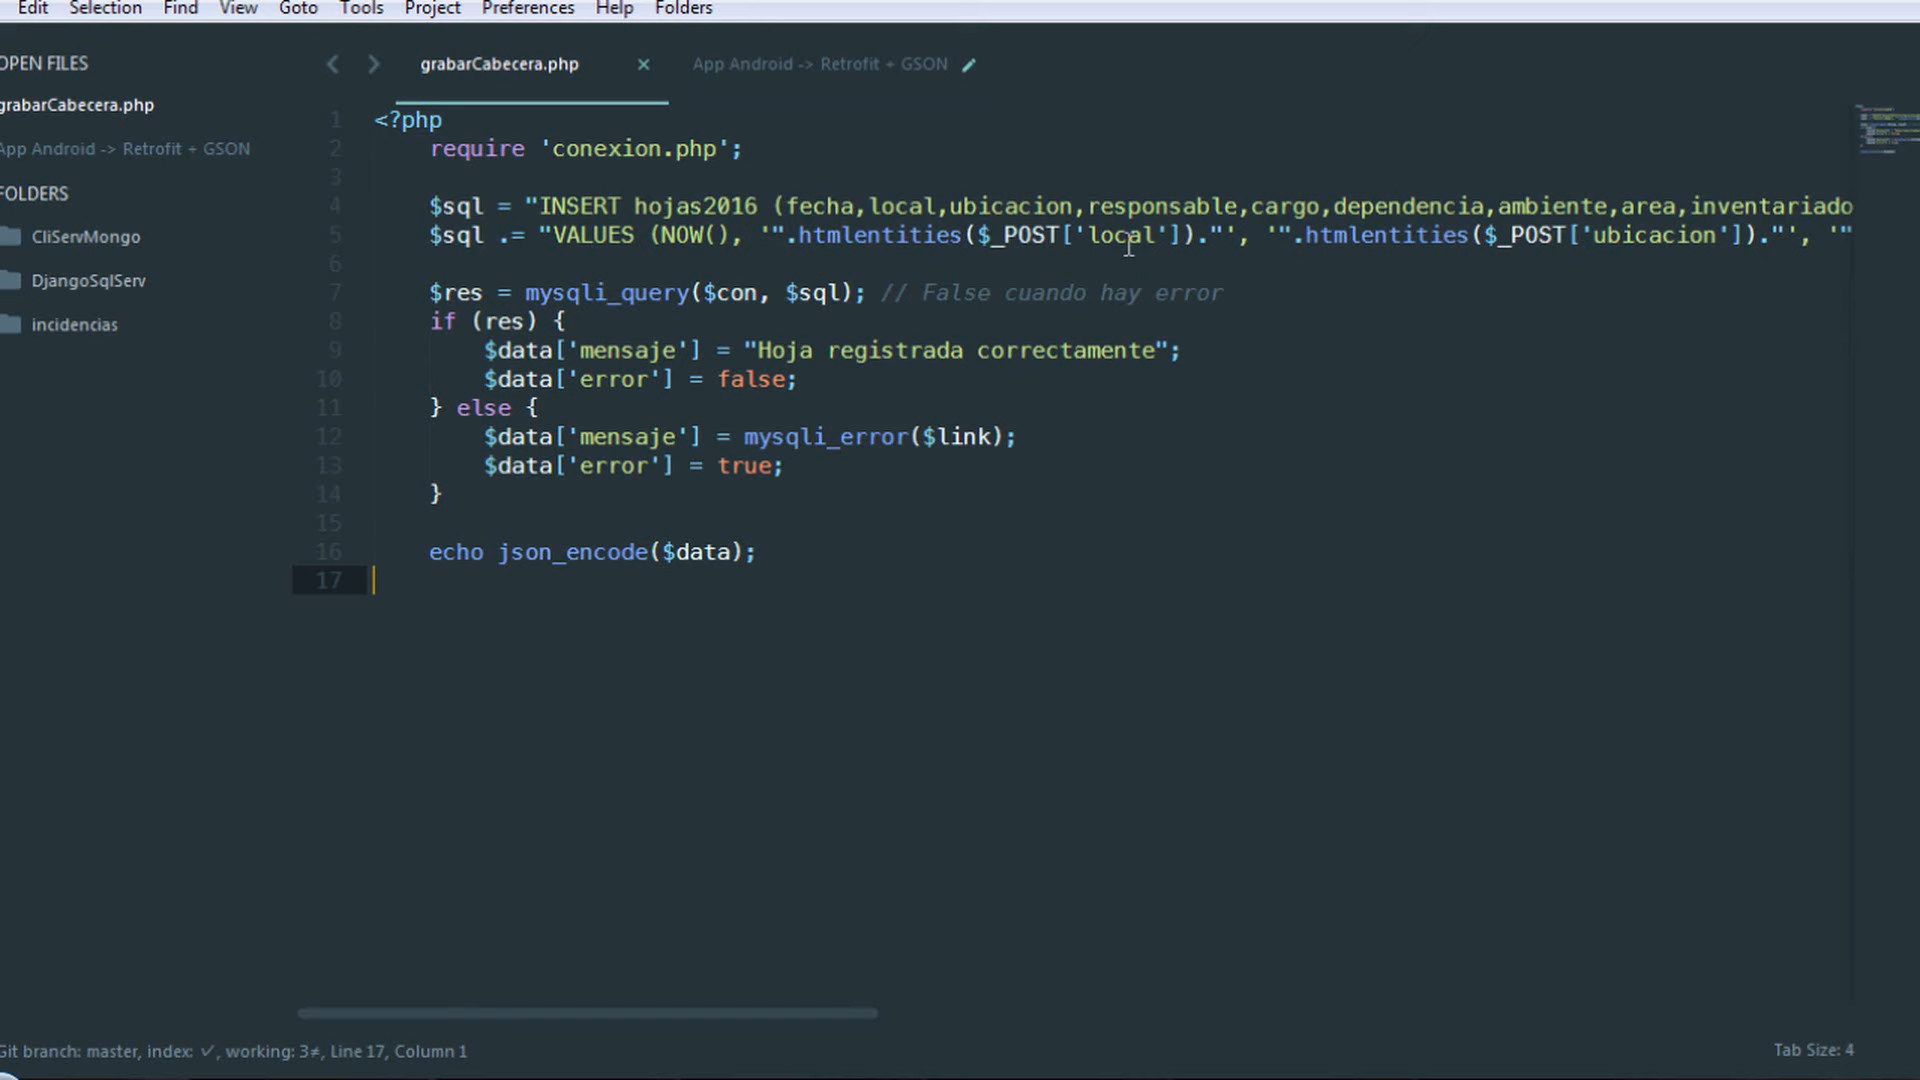 Edit Selection Find View Goto Tools Project Preferences Help Folders
OPEN FILES
grabarCabecera.php
App Android -> Retrofit + GSON
FOLDERS
CliServMongo
DjangoSqlServ
incidencias
grabarCabecera.php × App Android -> Retrofit + GSON
1 <?php
2 require 'conexion.php';
3
4 $sql = "INSERT hojas2016 (fecha,local,ubicacion,responsable,cargo,dependencia,ambiente,area,inventariado
5 $sql .= "VALUES (NOW(), '".htmlentities($_POST['local'])."', '".htmlentities($_POST['ubicacion'])."', '"
6
7 $res = mysqli_query($con, $sql); // False cuando hay error
8 if (res) {
9 $data['mensaje'] = "Hoja registrada correctamente";
10 $data['error'] = false;
11 } else {
12 $data['mensaje'] = mysqli_error($link);
13 $data['error'] = true;
14 }
15
16 echo json_encode($data);
17
Git branch: master, index: ✓, working: 3≠, Line 17, Column 1
Tab Size: 4